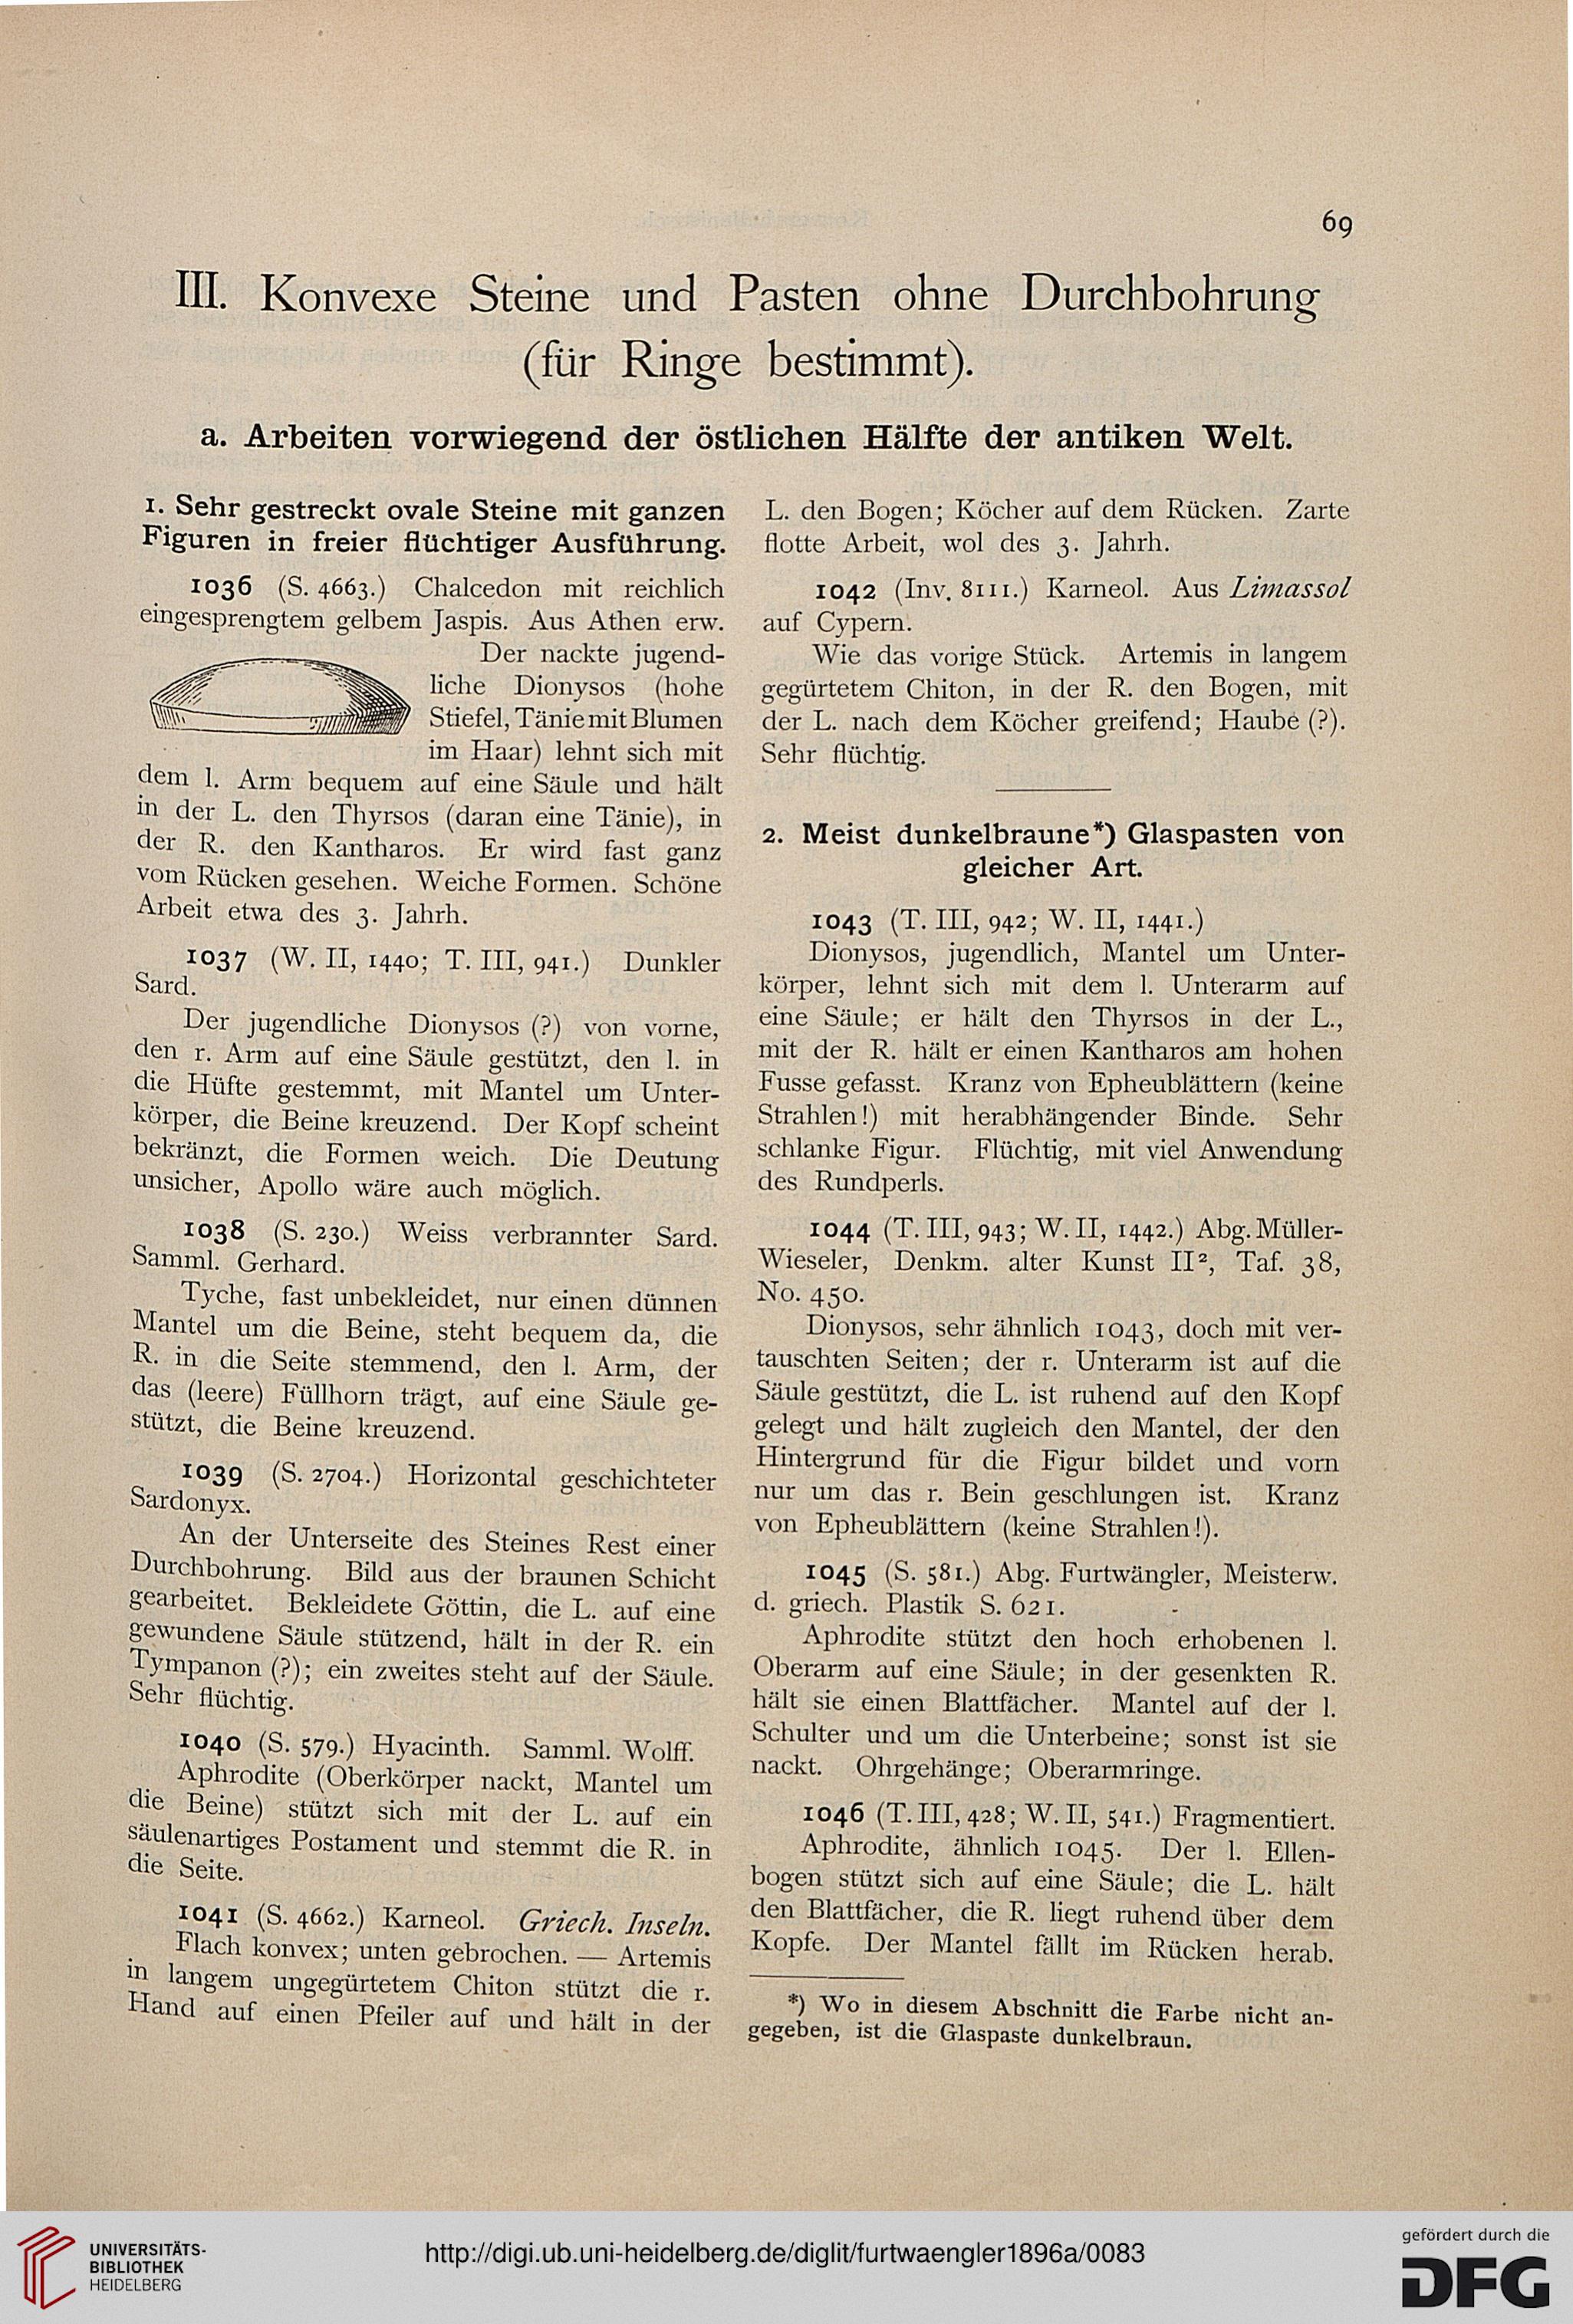 69
III. Konvexe Steine und Pasten ohne Durchbohrung
(für Ringe bestimmt).
a. Arbeiten vorwiegend der östlichen Hälfte der antiken Welt.
1. Sehr gestreckt ovale Steine mit ganzen
Figuren in freier flüchtiger Ausführung.
1036 (S. 4663.) Chalcedon mit reichlich
eingesprengtem gelbem Jaspis. Aus Athen erw.
Der nackte jugend-
liche Dionysos (hohe
Stiefel, Tänie mit Blumen
im Haar) lehnt sich mit
dem l. Arm bequem auf eine Säule und hält
in der L. den Thyrsos (daran eine Tänie), in
der R. den Kantharos. Er wird fast ganz
vom Rücken gesehen. Weiche Formen. Schöne
Arbeit etwa des 3. Jahrh.
1037 (W. II, 1440; T. III, 941.) Dunkler
Sard.
Der jugendliche Dionysos (?) von vorne,
den r. Arm auf eine Säule gestützt, den l. in
die Hüfte gestemmt, mit Mantel um Unter-
körper, die Beine kreuzend. Der Kopf scheint
bekränzt, die Formen weich. Die Deutung
unsicher, Apollo wäre auch möglich.
1038 (S. 230.) Weiss verbrannter Sard.
Samml. Gerhard.
Tyche, fast unbekleidet, nur einen dünnen
Mantel um die Beine, steht bequem da, die
R. in die Seite stemmend, den l. Arm, der
das (leere) Füllhorn trägt, auf eine Säule ge-
stützt, die Beine kreuzend.
1039 (S. 2704.) Horizontal geschichteter
Sardonyx.
An der Unterseite des Steines Rest einer
Durchbohrung. Bild aus der braunen Schicht
gearbeitet. Bekleidete Göttin, die L. auf eine
gewundene Säule stützend, hält in der R. ein
Tympanon (?); ein zweites steht auf der Säule.
Sehr flüchtig.
1040 (S. 579.) Hyacinth. Samml. Wolff.
Aphrodite (Oberkörper nackt, Mantel um
die Beine) stützt sich mit der L. auf ein
säulenartiges Postament und stemmt die R. in
die Seite.
1041 (S. 4662.) Karneol. Griech. Inseln.
Flach konvex; unten gebrochen. — Artemis
in langem ungegürtetem Chiton stützt die r.
Hand auf einen Pfeiler auf und hält in der
L. den Bogen; Köcher auf dem Rücken. Zarte
flotte Arbeit, wol des 3. Jahrh.
1042 (Inv. 8111.) Karneol. Aus Limassol
auf Cypern.
Wie das vorige Stück. Artemis in langem
gegürtetem Chiton, in der R. den Bogen, mit
der L. nach dem Köcher greifend; Haube (?).
Sehr flüchtig.
2. Meist dunkelbraune*) Glaspasten von
gleicher Art.
1043 (T. III, 942; W. II, 1441.)
Dionysos, jugendlich, Mantel um Unter-
körper, lehnt sich mit dem l. Unterarm auf
eine Säule; er hält den Thyrsos in der L.,
mit der R. hält er einen Kantharos am hohen
Fusse gefasst. Kranz von Epheublättern (keine
Strahlen!) mit herabhängender Binde. Sehr
schlanke Figur. Flüchtig, mit viel Anwendung
des Rundperls.
1044 (T. III, 943; W. II, 1442.) Abg. Müller-
Wieseler, Denkm. alter Kunst II², Taf. 38,
No. 450.
Dionysos, sehr ähnlich 1043, doch mit ver-
tauschten Seiten; der r. Unterarm ist auf die
Säule gestützt, die L. ist ruhend auf den Kopf
gelegt und hält zugleich den Mantel, der den
Hintergrund für die Figur bildet und vorn
nur um das r. Bein geschlungen ist. Kranz
von Epheublättern (keine Strahlen!).
1045 (S. 581.) Abg. Furtwängler, Meisterw.
d. griech. Plastik S. 621.
Aphrodite stützt den hoch erhobenen l.
Oberarm auf eine Säule; in der gesenkten R.
hält sie einen Blattfächer. Mantel auf der l.
Schulter und um die Unterbeine; sonst ist sie
nackt. Ohrgehänge; Oberarmringe.
1046 (T. III, 428; W. II, 541.) Fragmentiert.
Aphrodite, ähnlich 1045. Der l. Ellen-
bogen stützt sich auf eine Säule; die L. hält
den Blattfächer, die R. liegt ruhend über dem
Kopfe. Der Mantel fällt im Rücken herab.
*) Wo in diesem Abschnitt die Farbe nicht an-
gegeben, ist die Glaspaste dunkelbraun.
UNIVERSITÄTS-
BIBLIOTHEK
HEIDELBERG
http://digi.ub.uni-heidelberg.de/diglit/furtwaengler1896a/0083
gefördert durch die
DFG